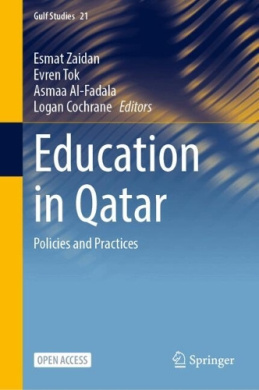 Gulf Studies 21
Esmat Zaidan
Evren Tok
Asmaa Al-Fadala
Logan Cochrane Editors
Education
in Qatar
Policies and Practices
OPEN ACCESS
Springer